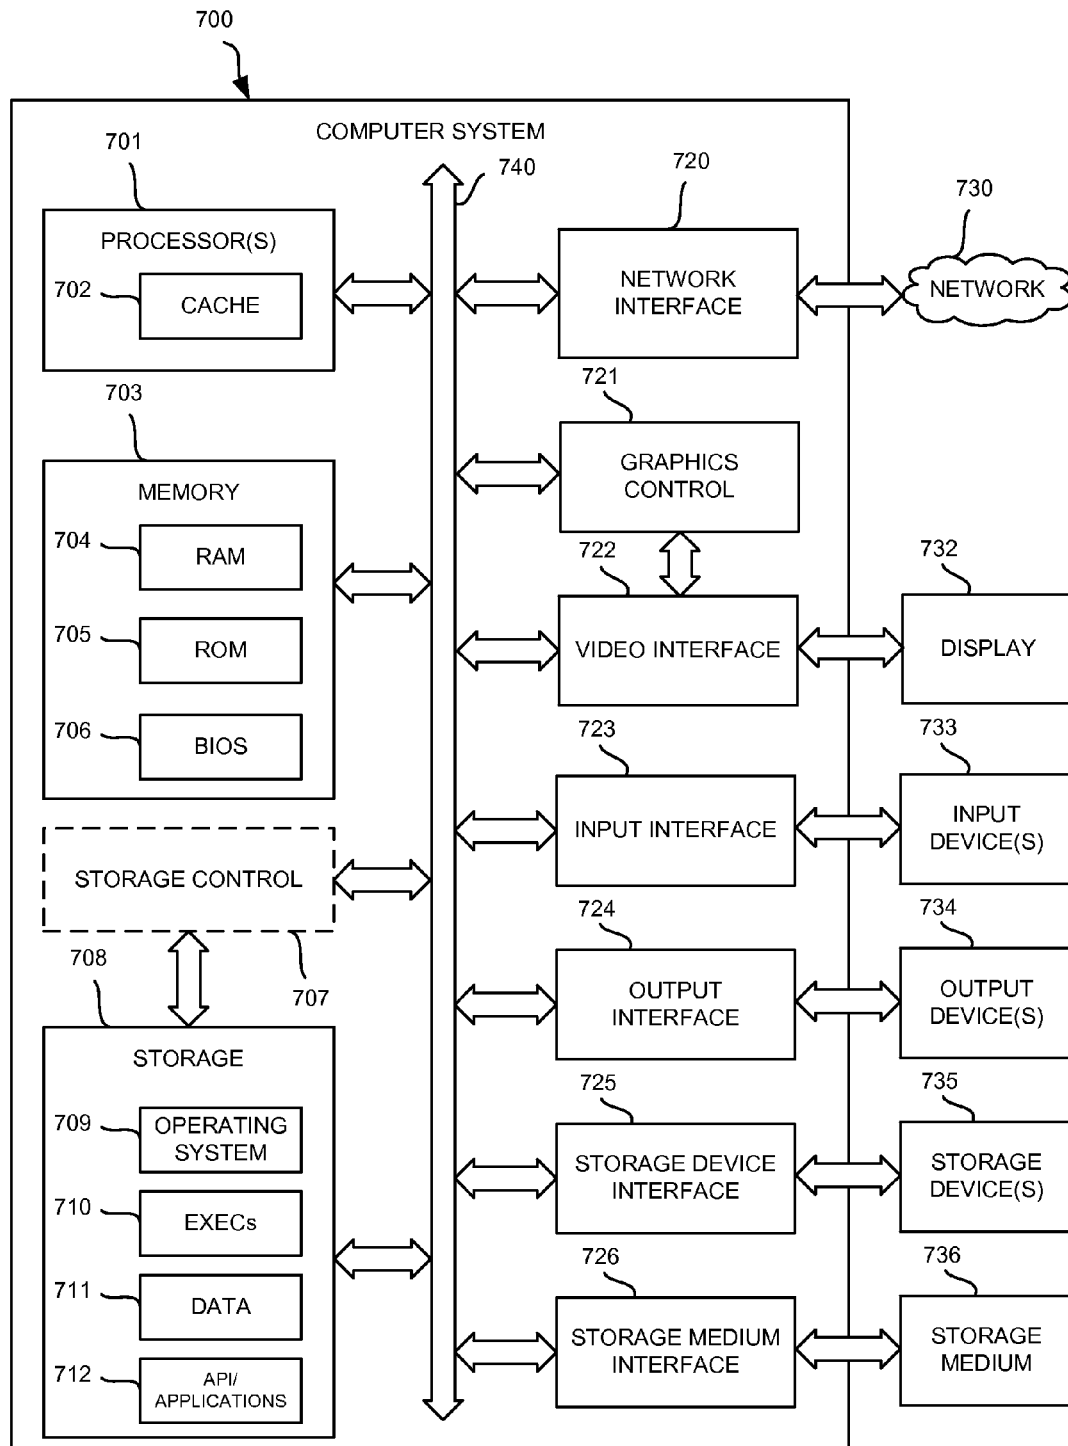 700
COMPUTER SYSTEM
701
740
720
730
PROCESSOR(S)
702
CACHE
NETWORK
INTERFACE
NETWORK
703
721
MEMORY
GRAPHICS
CONTROL
704
RAM
722
732
705
ROM
VIDEO INTERFACE
DISPLAY
706
BIOS
723
733
INPUT INTERFACE
INPUT
DEVICE(S)
STORAGE CONTROL
707
724
734
708
OUTPUT
INTERFACE
OUTPUT
DEVICE(S)
STORAGE
725
735
709
OPERATING
SYSTEM
STORAGE DEVICE
INTERFACE
STORAGE
DEVICE(S)
710
EXECs
726
736
711
DATA
STORAGE MEDIUM
INTERFACE
STORAGE
MEDIUM
712
API/
APPLICATIONS